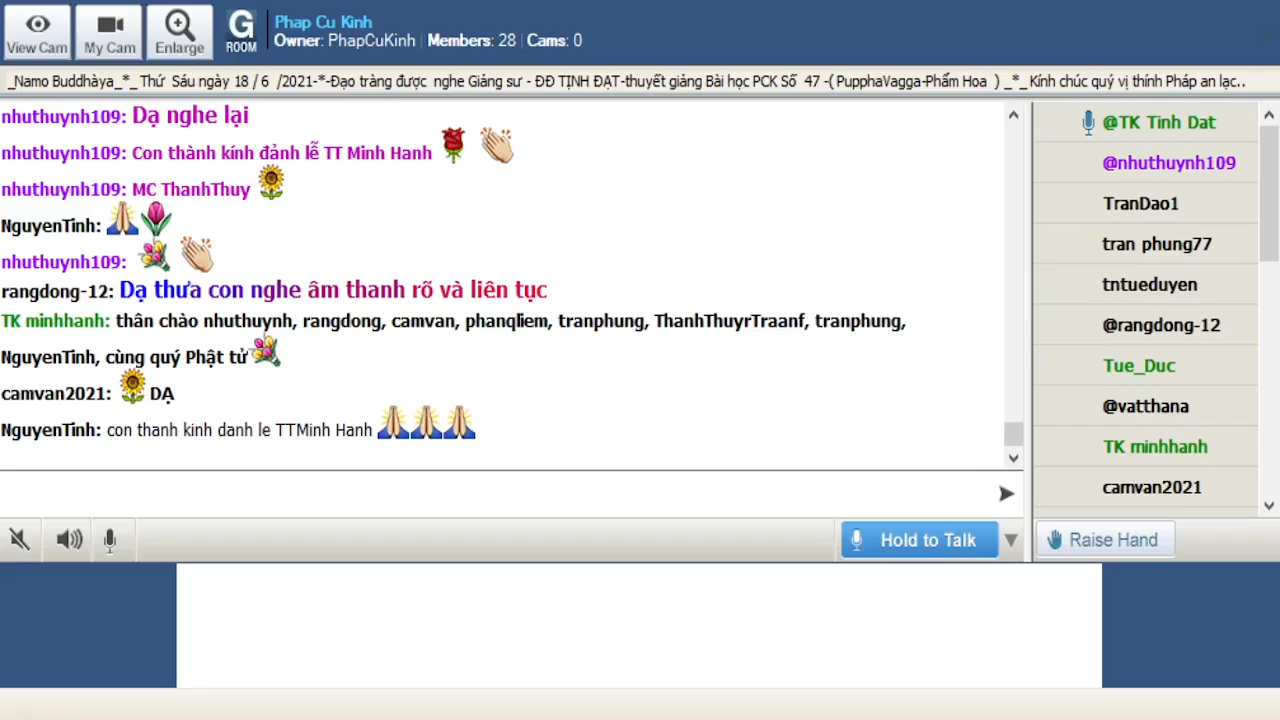 View Cam
My Cam
Enlarge
G
ROOM
Phap Cu Kinh
Owner: PhapCuKinh | Members: 28 | Cams: 0
_Namo Buddhàya_*_ Thứ Sáu ngày 18 / 6 /2021-*-Đạo tràng được nghe Giảng sư - ĐĐ TỊNH ĐẠT-thuyết giảng Bài học PCK Số 47 -( PupphaVagga-Phẩm Hoa ) _*_ Kính chúc quý vị thính Pháp an lạc..
nhuthuynh109: Dạ nghe lại
nhuthuynh109: Con thành kính đảnh lễ TT Minh Hanh
nhuthuynh109: MC ThanhThuy
NguyenTinh:
nhuthuynh109:
rangdong-12: Dạ thưa con nghe âm thanh rõ và liên tục
TK minhhanh: thân chào nhuthuynh, rangdong, camvan, phanqliem, tranphung, ThanhThuyrTraanf, tranphung,
NguyenTinh, cùng quý Phật tử
camvan2021: DẠ
NguyenTinh: con thanh kinh danh le TTMinh Hanh
@TK Tinh Dat
@nhuthuynh109
TranDao1
tran phung77
tntueduyen
@rangdong-12
Tue_Duc
@vatthana
TK minhhanh
camvan2021
Hold to Talk
Raise Hand